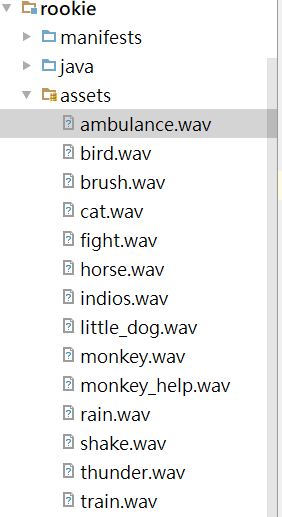 rookie
manifests
java
assets
ambulance.wav
bird.wav
brush.wav
cat.wav
fight.wav
horse.wav
indios.wav
little_dog.wav
monkey.wav
monkey_help.wav
rain.wav
shake.wav
thunder.wav
train.wav